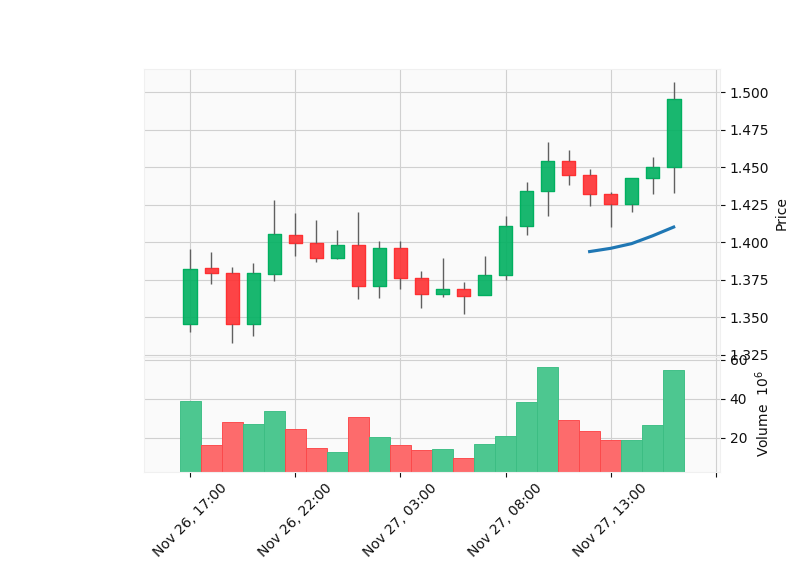 1.500
1.475
1.450
1.425
1.400
1.375
1.350
1.325
Price
60
40
20
Volume 10^6
Nov 26, 17:00
Nov 26, 22:00
Nov 27, 03:00
Nov 27, 08:00
Nov 27, 13:00